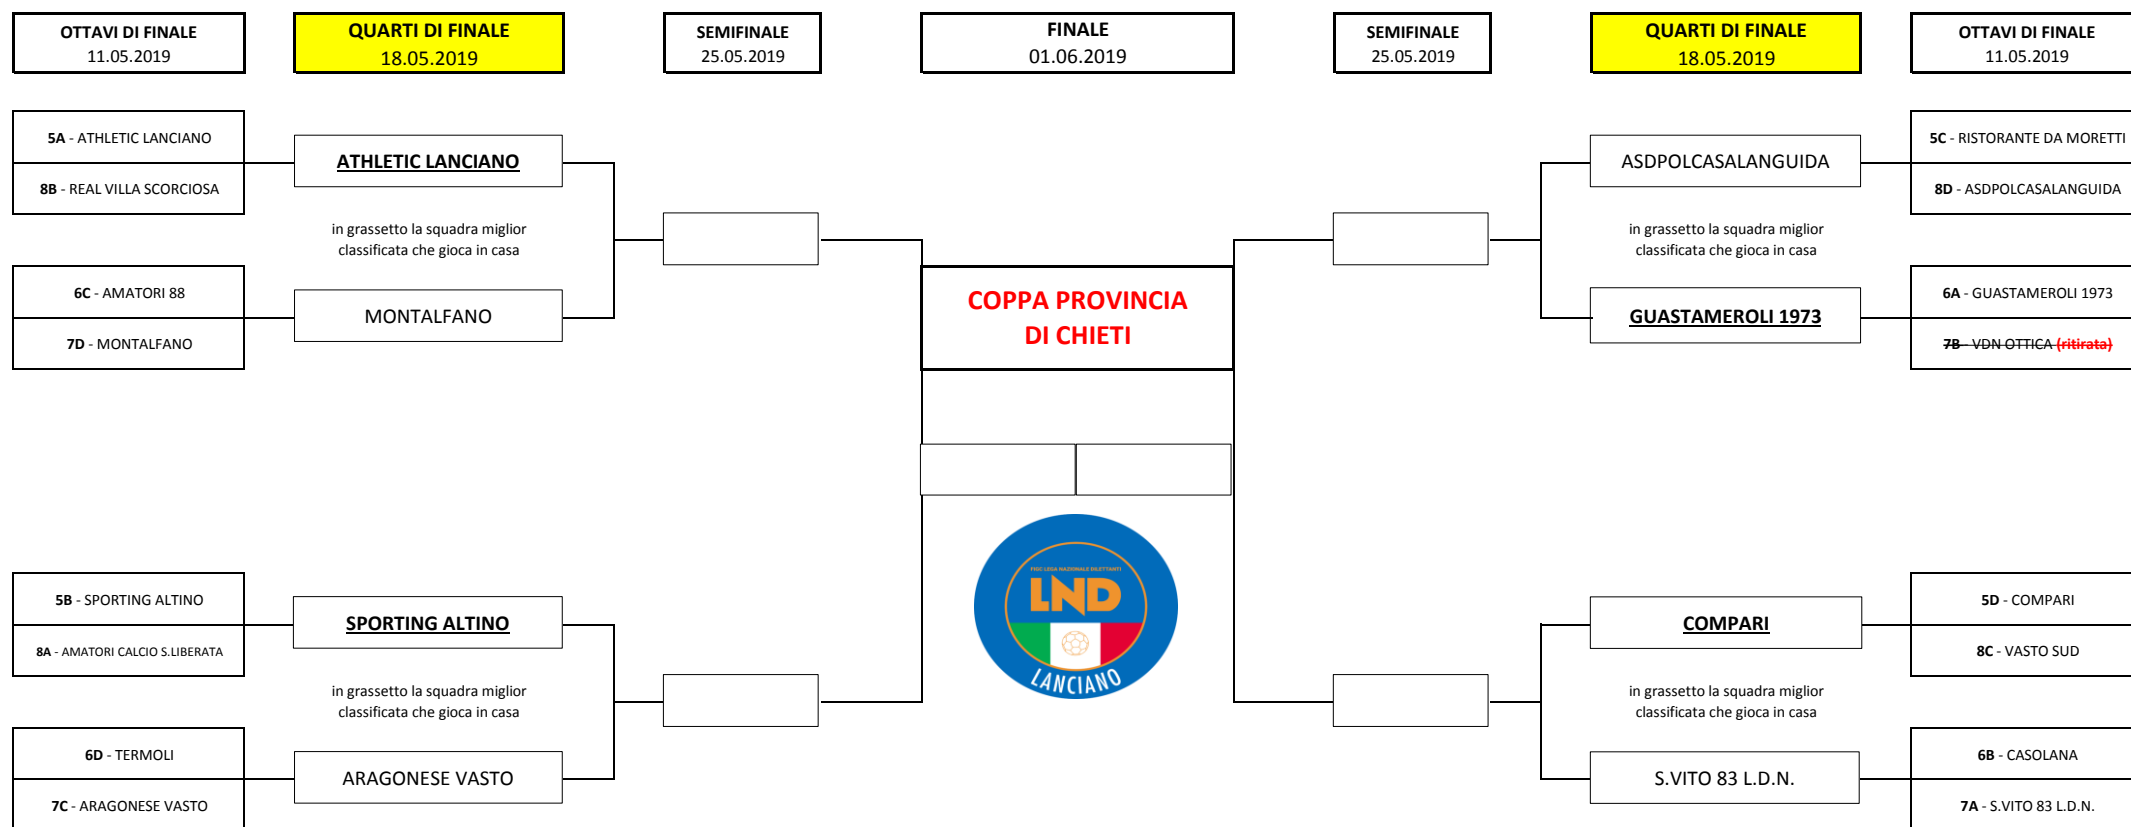 OTTAVI DI FINALE
11.05.2019
QUARTI DI FINALE
18.05.2019
SEMIFINALE
25.05.2019
FINALE
01.06.2019
SEMIFINALE
25.05.2019
QUARTI DI FINALE
18.05.2019
OTTAVI DI FINALE
11.05.2019
5A - ATHLETIC LANCIANO
8B - REAL VILLA SCORCIOSA
ATHLETIC LANCIANO
in grassetto la squadra miglior
classificata che gioca in casa
6C - AMATORI 88
7D - MONTALFANO
MONTALFANO
COPPA PROVINCIA
DI CHIETI
ASDPOLCASALANGUIDA
5C - RISTORANTE DA MORETTI
8D - ASDPOLCASALANGUIDA
in grassetto la squadra miglior
classificata che gioca in casa
GUASTAMEROLI 1973
6A - GUASTAMEROLI 1973
7B - VDN OTTICA (ritirata)
5B - SPORTING ALTINO
8A - AMATORI CALCIO S.LIBERATA
SPORTING ALTINO
in grassetto la squadra miglior
classificata che gioca in casa
6D - TERMOLI
7C - ARAGONESE VASTO
ARAGONESE VASTO
FIGC LEGA NAZIONALE DILETTANTI
LND
LANCIANO
COMPARI
5D - COMPARI
8C - VASTO SUD
in grassetto la squadra miglior
classificata che gioca in casa
S.VITO 83 L.D.N.
6B - CASOLANA
7A - S.VITO 83 L.D.N.